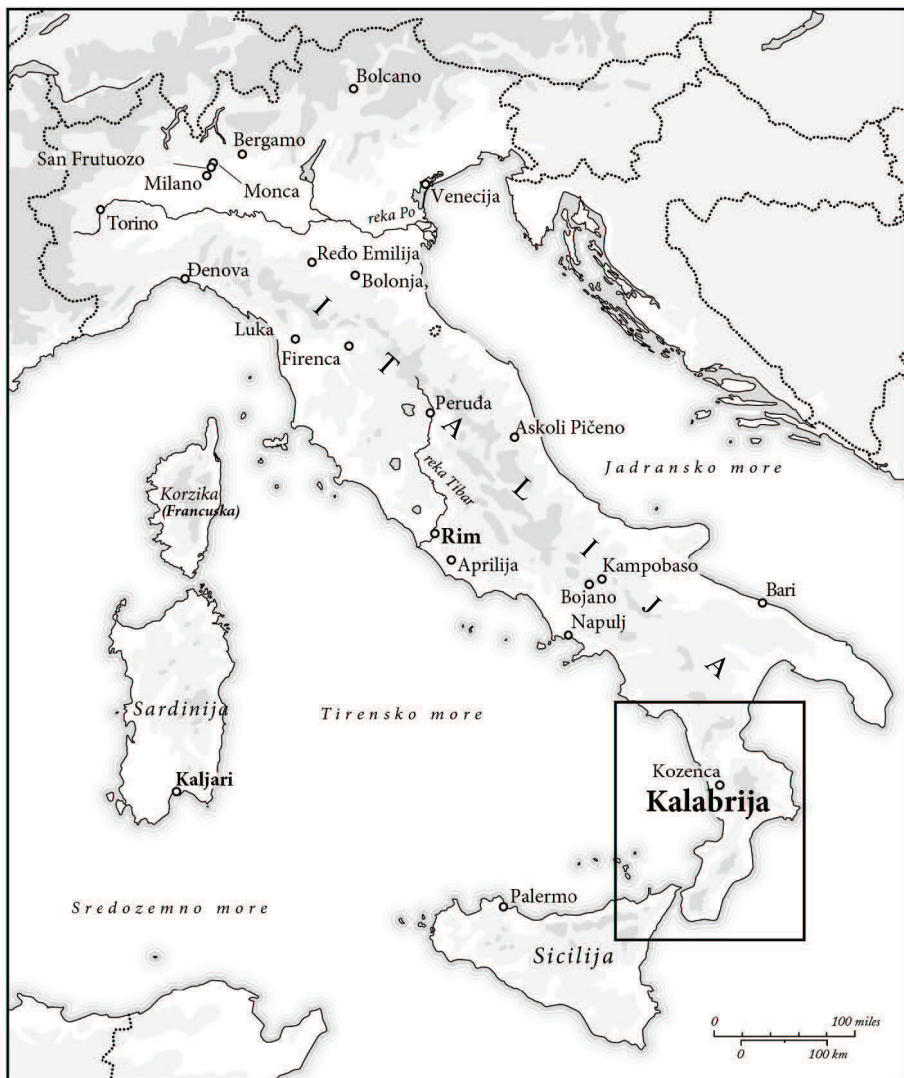 Bolcano
Bergamo
San Frutuozo
Milano
Monca
Venecija
reka Po
Torino
Ređo Emilija
Đenova
Bolonja,
Luka
Firenca
I T A L I J A
Peruđa
Askoli Pičeno
Jadransko more
reka Tibar
Korzika
(Francuska)
Rim
Aprilija
Kampobaso
Bojano
Bari
Napulj
Sardinija
Tirensko more
Kaljari
Kozenca
Kalabrija
Palermo
Sredozemno more
Sicilija
0 100 miles
0 100 km